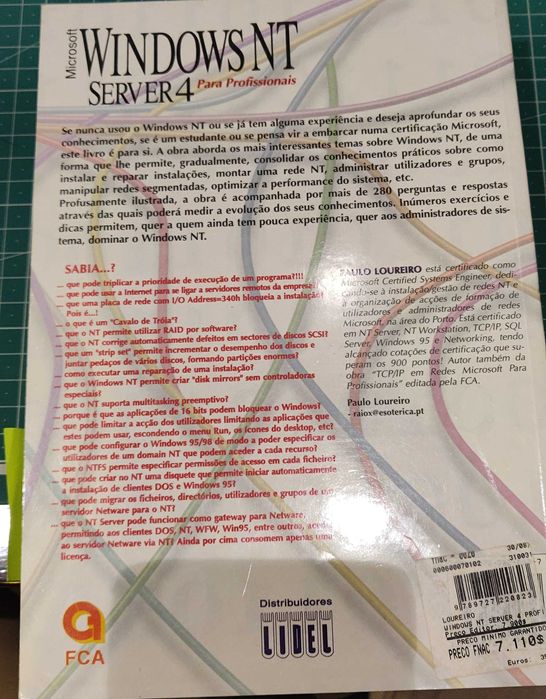 Microsoft
WINDOWS NT
SERVER 4 Para Profissionais
Se nunca usou o Windows NT ou se já tem alguma experiência e deseja aprofundar os seus
conhecimentos, se é um estudante ou se pensa vir a embarcar numa certificação Microsoft,
este livro é para si. A obra aborda os mais interessantes temas sobre Windows NT, de uma
forma que lhe permite, gradualmente, consolidar os conhecimentos práticos sobre como
instalar e reparar instalações, montar uma rede NT, administrar utilizadores e grupos,
manipular redes segmentadas, optimizar a performance do sistema, etc.
Profusamente ilustrada, a obra é acompanhada por mais de 280 perguntas e respostas
através das quais poderá medir a evolução dos seus conhecimentos. Inúmeros exercícios e
dicas permitem, quer a quem ainda tem pouca experiência, quer aos administradores de sis-
tema, dominar o Windows NT.
SABIA...?
... que pode triplicar a prioridade de execução de um programa?!!!
... que pode usar a Internet para se ligar a servidores remotos da empresa
... que uma placa de rede com I/O Address=340h bloqueia a instalação?
Pois é...!
... o que é um "Cavalo de Tróia"?
... que o NT permite utilizar RAID por software?
... que o NT corrige automaticamente defeitos em sectores de discos SCSI?
... que um "strip set" permite incrementar o desempenho dos discos e
juntar pedaços de vários discos, formando partições enormes?
... como executar uma reparação de uma instalação?
... que o Windows NT permite criar "disk mirrors" sem controladoras
especiais?
... que o NT suporta multitasking preemptivo?
... porque é que as aplicações de 16 bits podem bloquear o Windows?
... que pode limitar a acção dos utilizadores limitando as aplicações que
estes podem usar, escondendo o menu Run, os ícones do desktop, etc?
... que pode configurar o Windows 95/98 de modo a poder especificar os
utilizadores de um domain NT que podem aceder a cada recurso?
... que o NTFS permite especificar permissões de acesso em cada ficheiro?
... que pode criar no NT uma disquete que permite iniciar automaticamente
a instalação de clientes DOS e Windows 95?
... que pode migrar os ficheiros, directórios, utilizadores e grupos de um
servidor Netware para o NT?
... que o NT Server pode funcionar como gateway para Netware,
permitindo aos clientes DOS, NT, WFW, Win95, entre outros,
ao servidor Netware via NT? Ainda por cima consomem apenas uma
licença.
PAULO LOUREIRO está certificado como
Microsoft Certified Systems Engineer, dedi-
cando-se à instalação/gestão de redes NT e
à organização de acções de formação de
utilizadores e administradores de redes
Microsoft, na área do Porto. Está certificado
em NT Server, NT Workstation, TCP/IP, SQL
Server, Windows 95 e Networking, tendo
alcançado cotações de certificação que su-
peram os 900 pontos! Autor também da
obra "TCP/IP em Redes Microsoft Para
Profissionais" editada pela FCA.
Paulo Loureiro
- raiox@esoterica.pt
FCA
Distribuidores
LIDEL
30/08
000000070102
310031
9 789727 220823
LOUREIRO
WINDOWS NT SERVER 4 PROFI
Preço Editor. 7.900$
PREÇO MINIMO GARANTIDO
PREÇO FNAC 7.110$
Euros: